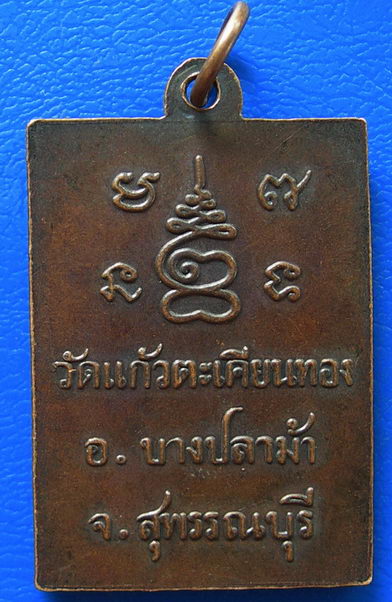 วัดแก้วตะเคียนทอง
อ. บางปลาม้า
จ. สุพรรณบุรี